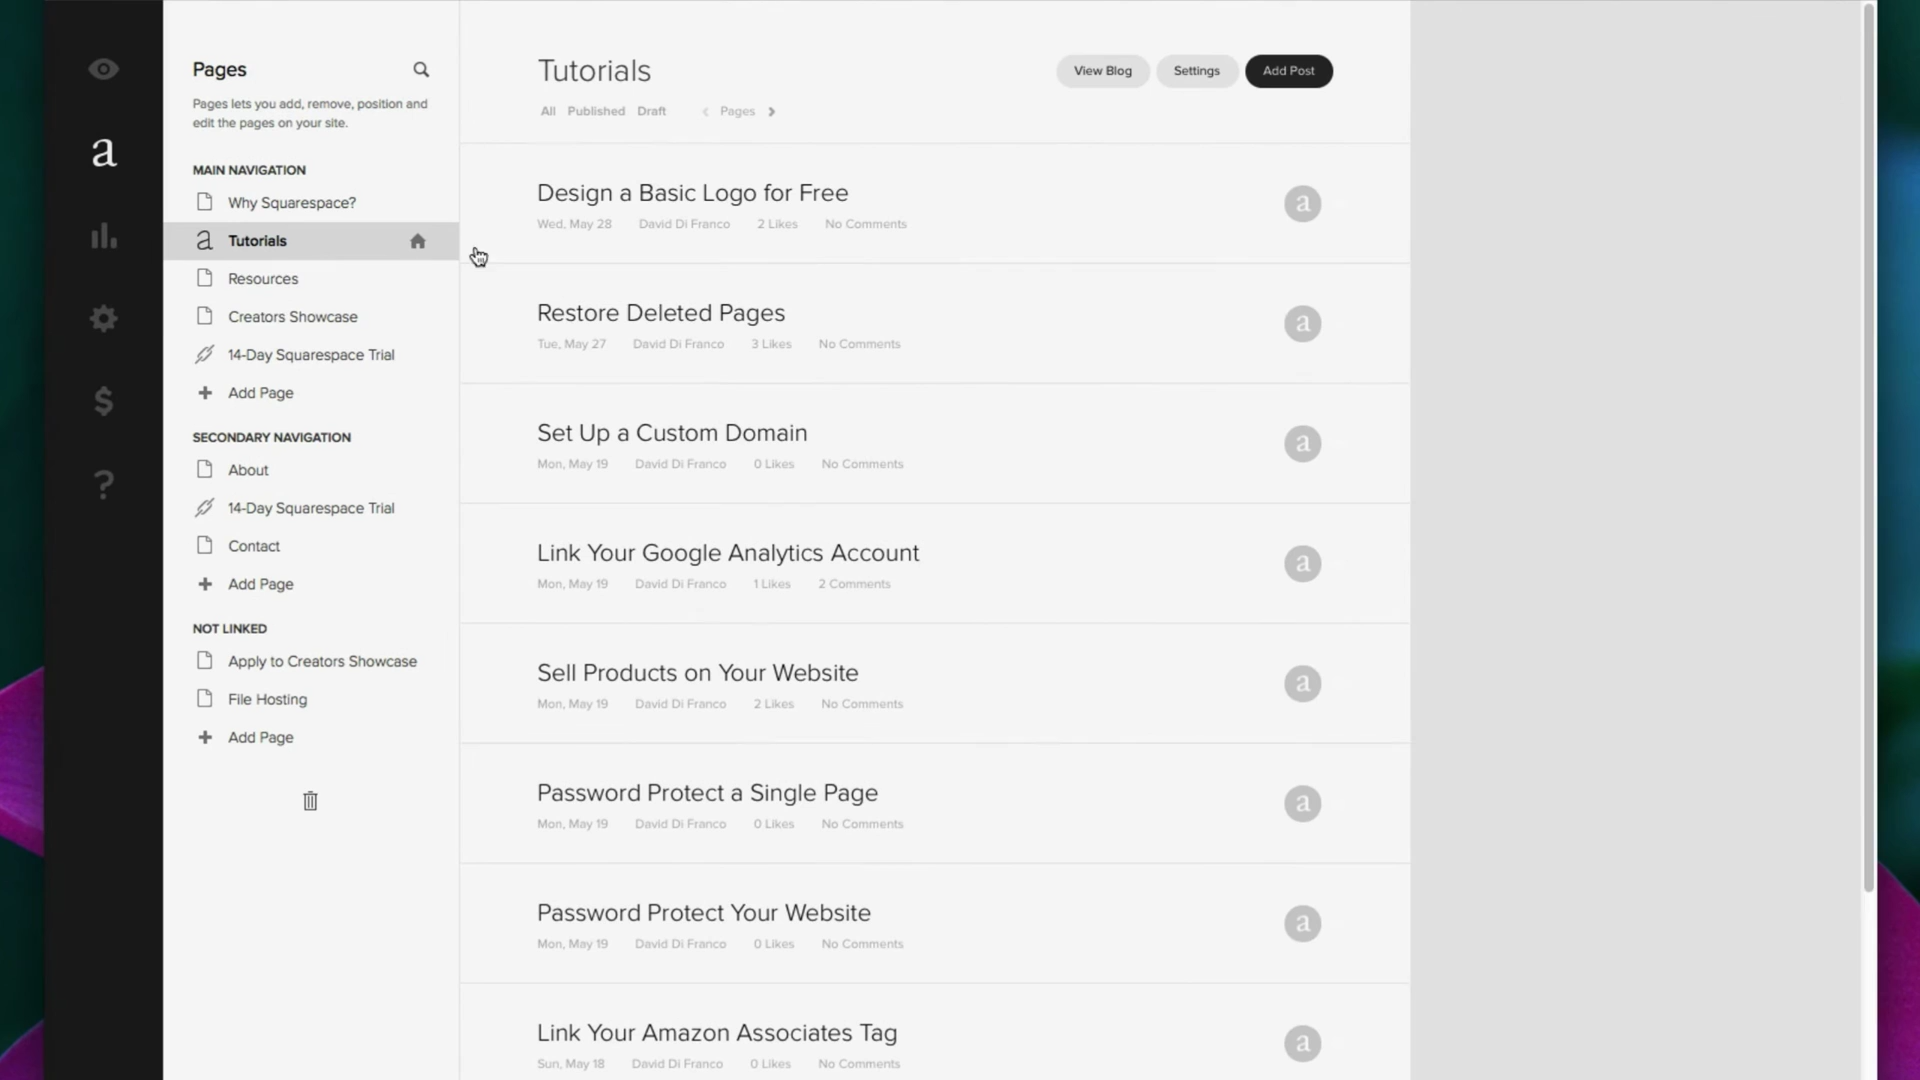 Pages
Pages lets you add, remove, position and
edit the pages on your site.
MAIN NAVIGATION
Why Squarespace?
a Tutorials
Resources
Creators Showcase
14-Day Squarespace Trial
+ Add Page
SECONDARY NAVIGATION
About
14-Day Squarespace Trial
Contact
+ Add Page
NOT LINKED
Apply to Creators Showcase
File Hosting
+ Add Page
a
$
?
Tutorials
View Blog Settings Add Post
All Published Draft < Pages >
Design a Basic Logo for Free
Wed, May 28 David Di Franco 2 Likes No Comments
a
Restore Deleted Pages
Tue, May 27 David Di Franco 3 Likes No Comments
a
Set Up a Custom Domain
Mon, May 19 David Di Franco 0 Likes No Comments
a
Link Your Google Analytics Account
Mon, May 19 David Di Franco 1 Likes 2 Comments
a
Sell Products on Your Website
Mon, May 19 David Di Franco 2 Likes No Comments
a
Password Protect a Single Page
Mon, May 19 David Di Franco 0 Likes No Comments
a
Password Protect Your Website
Mon, May 19 David Di Franco 0 Likes No Comments
a
Link Your Amazon Associates Tag
Sun, May 18 David Di Franco 0 Likes No Comments
a